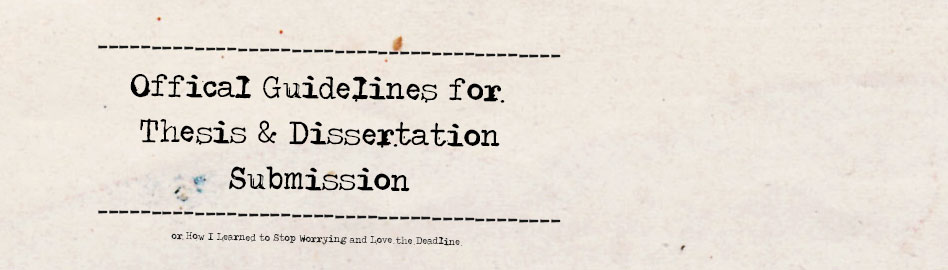 Offical Guidelines for
Thesis & Dissertation
Submission
or, How I Learned to Stop Worrying and Love the Deadline